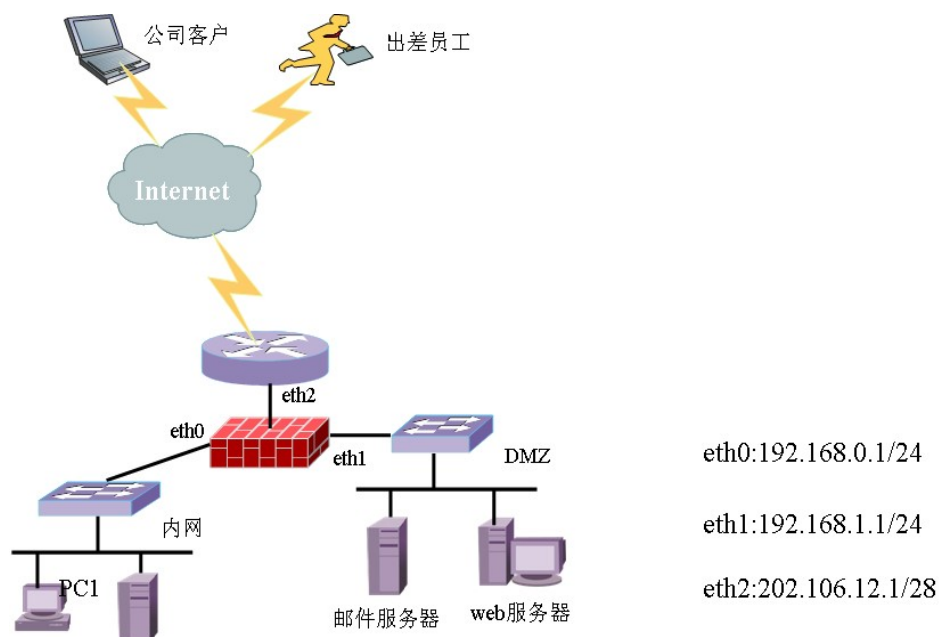 公司客户
出差员工
Internet
eth2
eth0
eth1
DMZ
内网
PC1
邮件服务器
web服务器
eth0:192.168.0.1/24
eth1:192.168.1.1/24
eth2:202.106.12.1/28